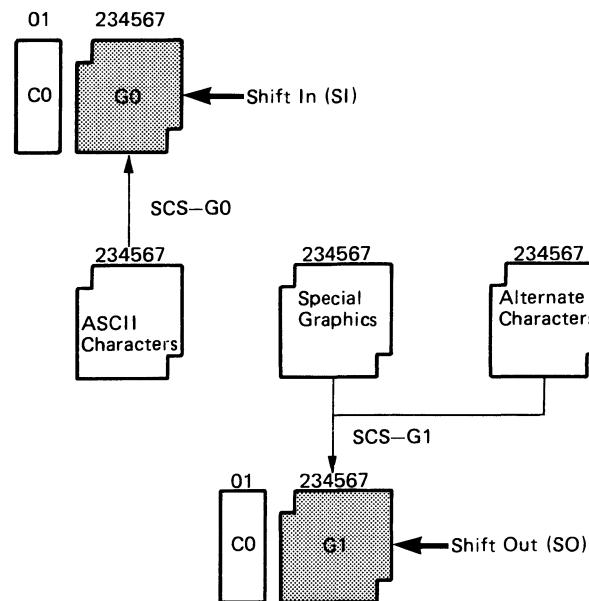 01 234567
C0 G0 Shift In (SI)
SCS–G0
234567 234567 234567
ASCII
Characters
Special
Graphics
Alternate
Characters
SCS–G1
01 234567
C0 G1 Shift Out (SO)